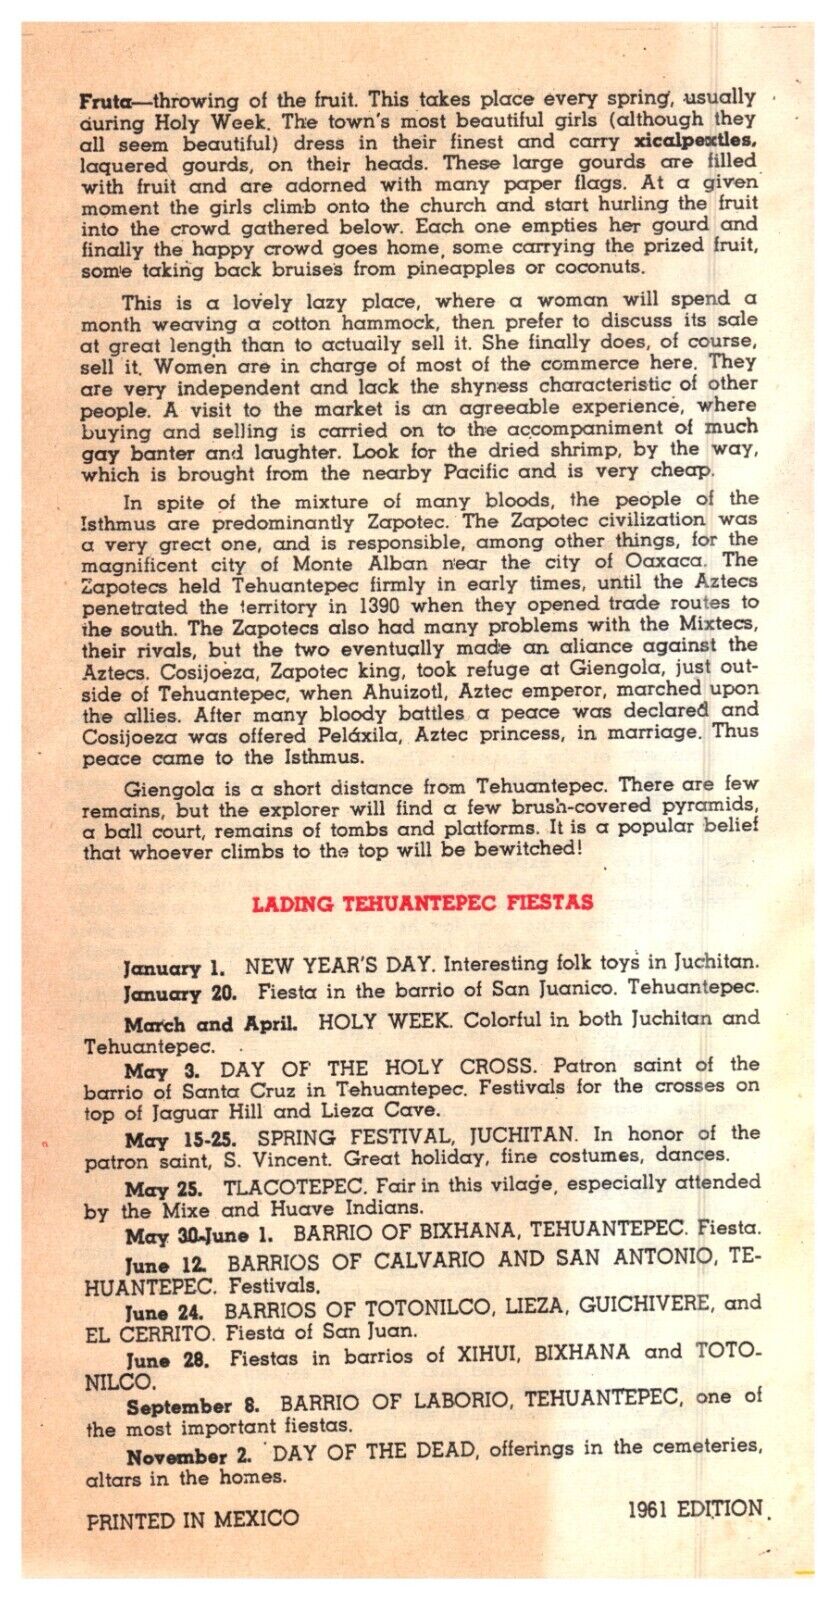 Fruta—throwing of the fruit. This takes place every spring, usually
during Holy Week. The town's most beautiful girls (although they
all seem beautiful) dress in their finest and carry xicalpextles,
laquered gourds, on their heads. These large gourds are filled
with fruit and are adorned with many paper flags. At a given
moment the girls climb onto the church and start hurling the fruit
into the crowd gathered below. Each one empties her gourd and
finally the happy crowd goes home, some carrying the prized fruit,
some taking back bruises from pineapples or coconuts.
This is a lovely lazy place, where a woman will spend a
month weaving a cotton hammock, then prefer to discuss its sale
at great length than to actually sell it. She finally does, of course,
sell it. Women are in charge of most of the commerce here. They
are very independent and lack the shyness characteristic of other
people. A visit to the market is an agreeable experience, where
buying and selling is carried on to the accompaniment of much
gay banter and laughter. Look for the dried shrimp, by the way,
which is brought from the nearby Pacific and is very cheap.
In spite of the mixture of many bloods, the people of the
Isthmus are predominantly Zapotec. The Zapotec civilization was
a very great one, and is responsible, among other things, for the
magnificent city of Monte Alban near the city of Oaxaca. The
Zapotecs held Tehuantepec firmly in early times, until the Aztecs
penetrated the territory in 1390 when they opened trade routes to
the south. The Zapotecs also had many problems with the Mixtecs,
their rivals, but the two eventually made an aliance against the
Aztecs. Cosijoeza, Zapotec king, took refuge at Giengola, just out-
side of Tehuantepec, when Ahuizotl, Aztec emperor, marched upon
the allies. After many bloody battles a peace was declared and
Cosijoeza was offered Peláxila, Aztec princess, in marriage. Thus
peace came to the Isthmus.
Giengola is a short distance from Tehuantepec. There are few
remains, but the explorer will find a few brush-covered pyramids,
a ball court, remains of tombs and platforms. It is a popular belief
that whoever climbs to the top will be bewitched!
LADING TEHUANTEPEC FIESTAS
January 1. NEW YEAR'S DAY. Interesting folk toys in Juchitan.
January 20. Fiesta in the barrio of San Juanico. Tehuantepec.
March and April. HOLY WEEK. Colorful in both Juchitan and
Tehuantepec.
May 3. DAY OF THE HOLY CROSS. Patron saint of the
barrio of Santa Cruz in Tehuantepec. Festivals for the crosses on
top of Jaguar Hill and Lieza Cave.
May 15-25. SPRING FESTIVAL, JUCHITAN. In honor of the
patron saint, S. Vincent. Great holiday, fine costumes, dances.
May 25. TLACOTEPEC. Fair in this vilage, especially attended
by the Mixe and Huave Indians.
May 30-June 1. BARRIO OF BIXHANA, TEHUANTEPEC. Fiesta.
June 12. BARRIOS OF CALVARIO AND SAN ANTONIO, TE-
HUANTEPEC. Festivals.
June 24. BARRIOS OF TOTONILCO, LIEZA, GUICHIVERE, and
EL CERRITO. Fiesta of San Juan.
June 28. Fiestas in barrios of XIHUI, BIXHANA and TOTO-
NILCO.
September 8. BARRIO OF LABORIO, TEHUANTEPEC, one of
the most important fiestas.
November 2. DAY OF THE DEAD, offerings in the cemeteries,
altars in the homes.
PRINTED IN MEXICO
1961 EDITION.